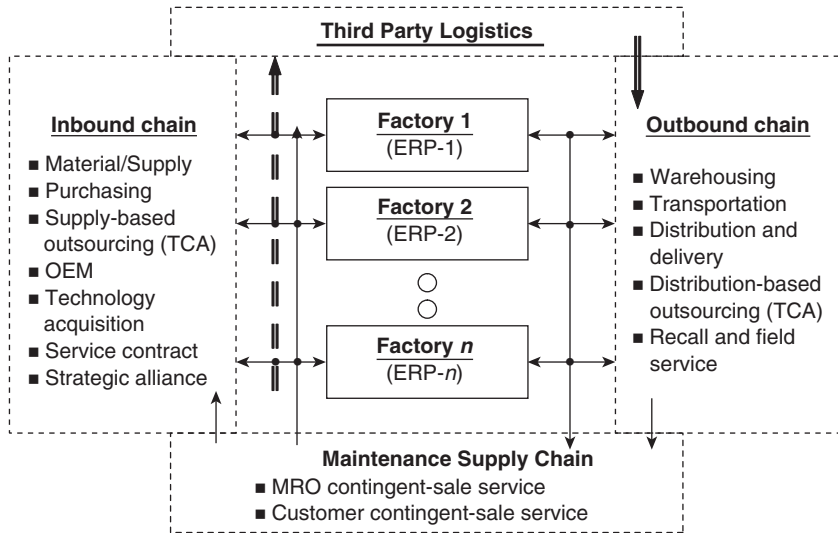 Third Party Logistics
Inbound chain
■ Material/Supply
■ Purchasing
■ Supply-based
outsourcing (TCA)
■ OEM
■ Technology
acquisition
■ Service contract
■ Strategic alliance
Factory 1
(ERP-1)
Factory 2
(ERP-2)
Factory n
(ERP-n)
Outbound chain
■ Warehousing
■ Transportation
■ Distribution and
delivery
■ Distribution-based
outsourcing (TCA)
■ Recall and field
service
Maintenance Supply Chain
■ MRO contingent-sale service
■ Customer contingent-sale service